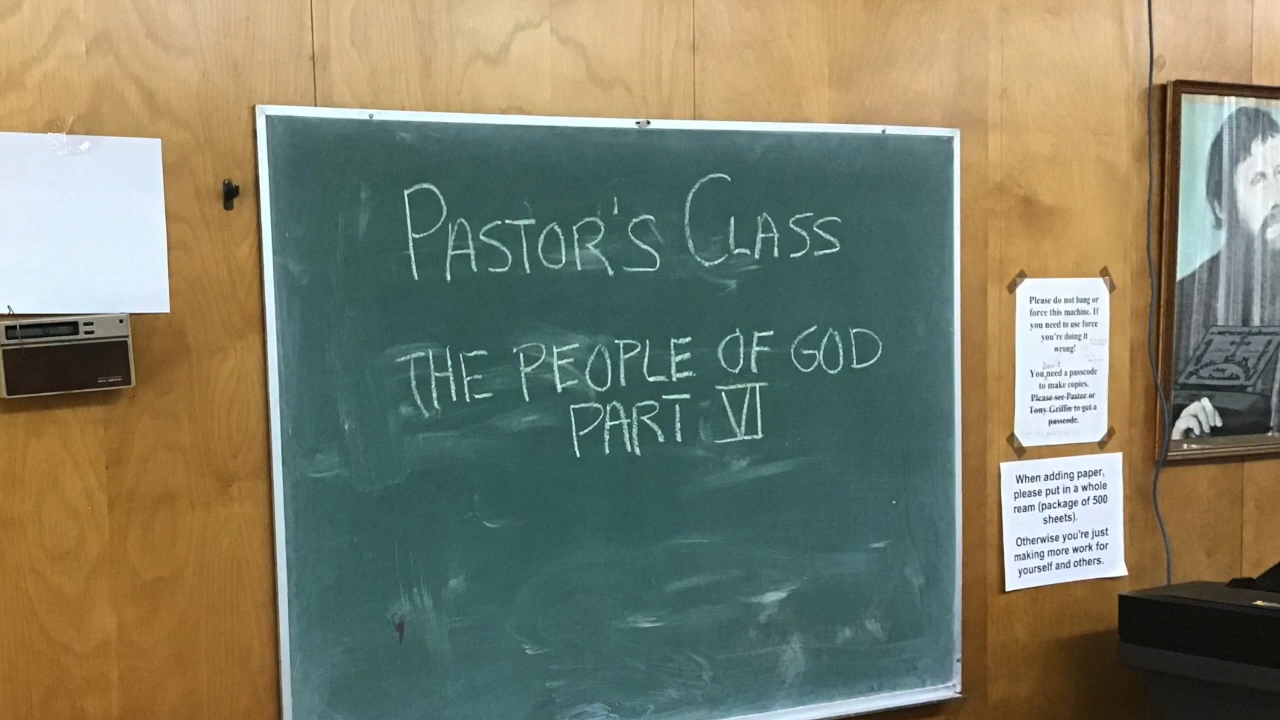 PASTOR'S CLASS
THE PEOPLE OF GOD
PART VI
Please do not bang or
force this machine. If
you need to use force
you're doing it
wrong!
Don't
You need a passcode
to make copies.
Please see Pastor or
Tony Griffin to get a
passcode.
When adding paper,
please put in a whole
ream (package of 500
sheets).
Otherwise you're just
making more work for
yourself and others.